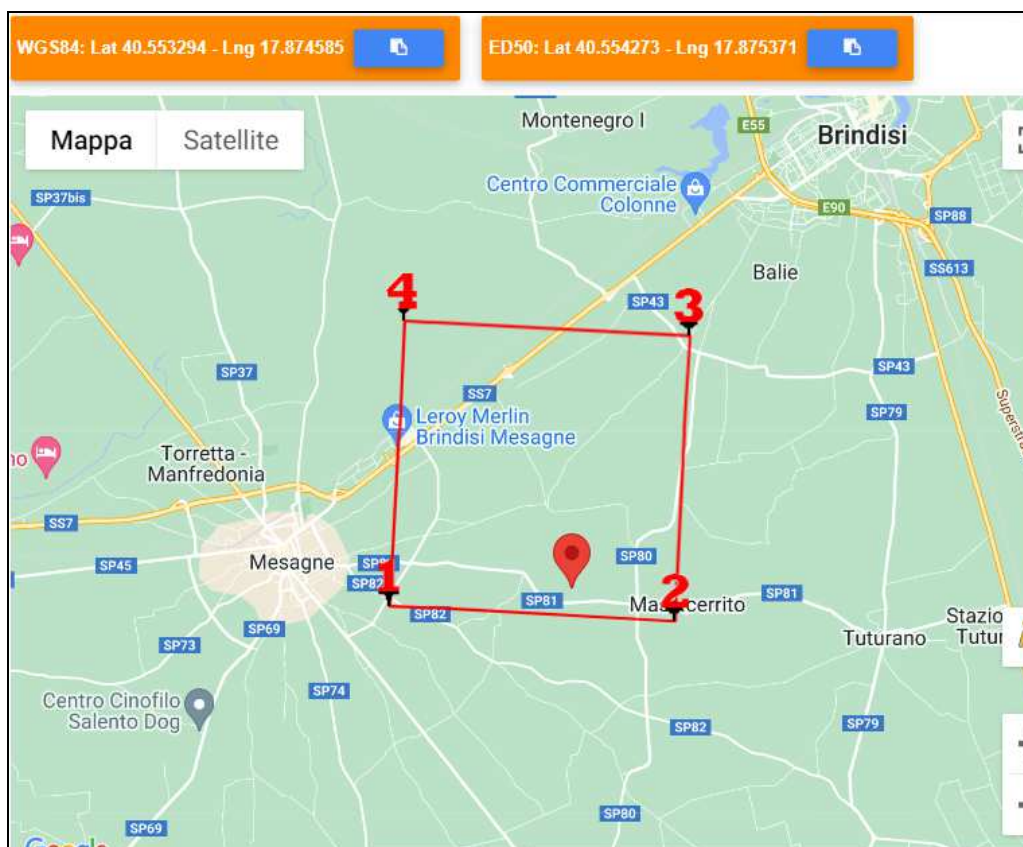 WGS84: Lat 40.553294 - Lng 17.874585
ED50: Lat 40.554273 - Lng 17.875371
Mappa
Satellite
Montenegro I
E55
Brindisi
Centro Commerciale
Colonne
SP37bis
E90
SP88
Balie
SS613
4
SP43
3
SP37
SP43
SS7
SP79
Leroy Merlin
Brindisi Mesagne
Torretta -
Manfredonia
SS7
SP45
Mesagne
SP80
1
SP82
SP81
2
SP81
SP82
SP69
SP73
Tuturano
SP74
Centro Cinofilo
Salento Dog
SP82
SP79
SP80
SP69
Google